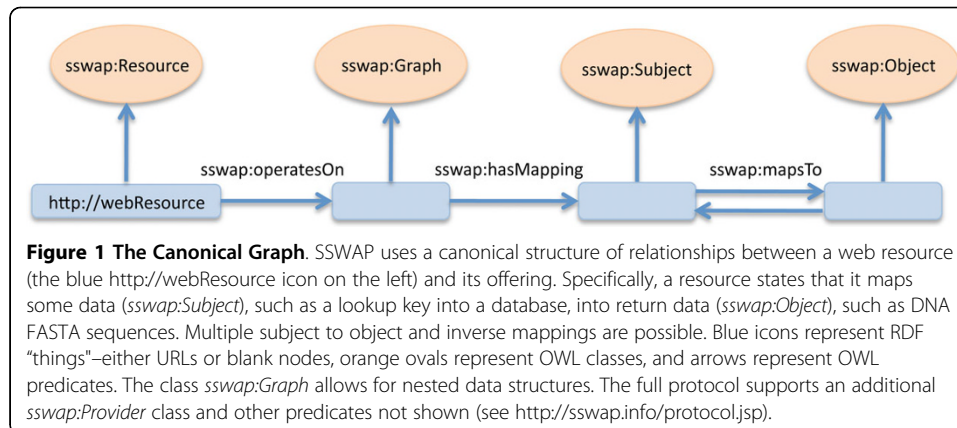 sswap:Resource
sswap:Graph
sswap:Subject
sswap:Object
sswap:operatesOn
sswap:hasMapping
sswap:mapsTo
http://webResource
Figure 1 The Canonical Graph. SSWAP uses a canonical structure of relationships between a web resource
(the blue http://webResource icon on the left) and its offering. Specifically, a resource states that it maps
some data (sswap:Subject), such as a lookup key into a database, into return data (sswap:Object), such as DNA
FASTA sequences. Multiple subject to object and inverse mappings are possible. Blue icons represent RDF
“things"–either URLs or blank nodes, orange ovals represent OWL classes, and arrows represent OWL
predicates. The class sswap:Graph allows for nested data structures. The full protocol supports an additional
sswap:Provider class and other predicates not shown (see http://sswap.info/protocol.jsp).